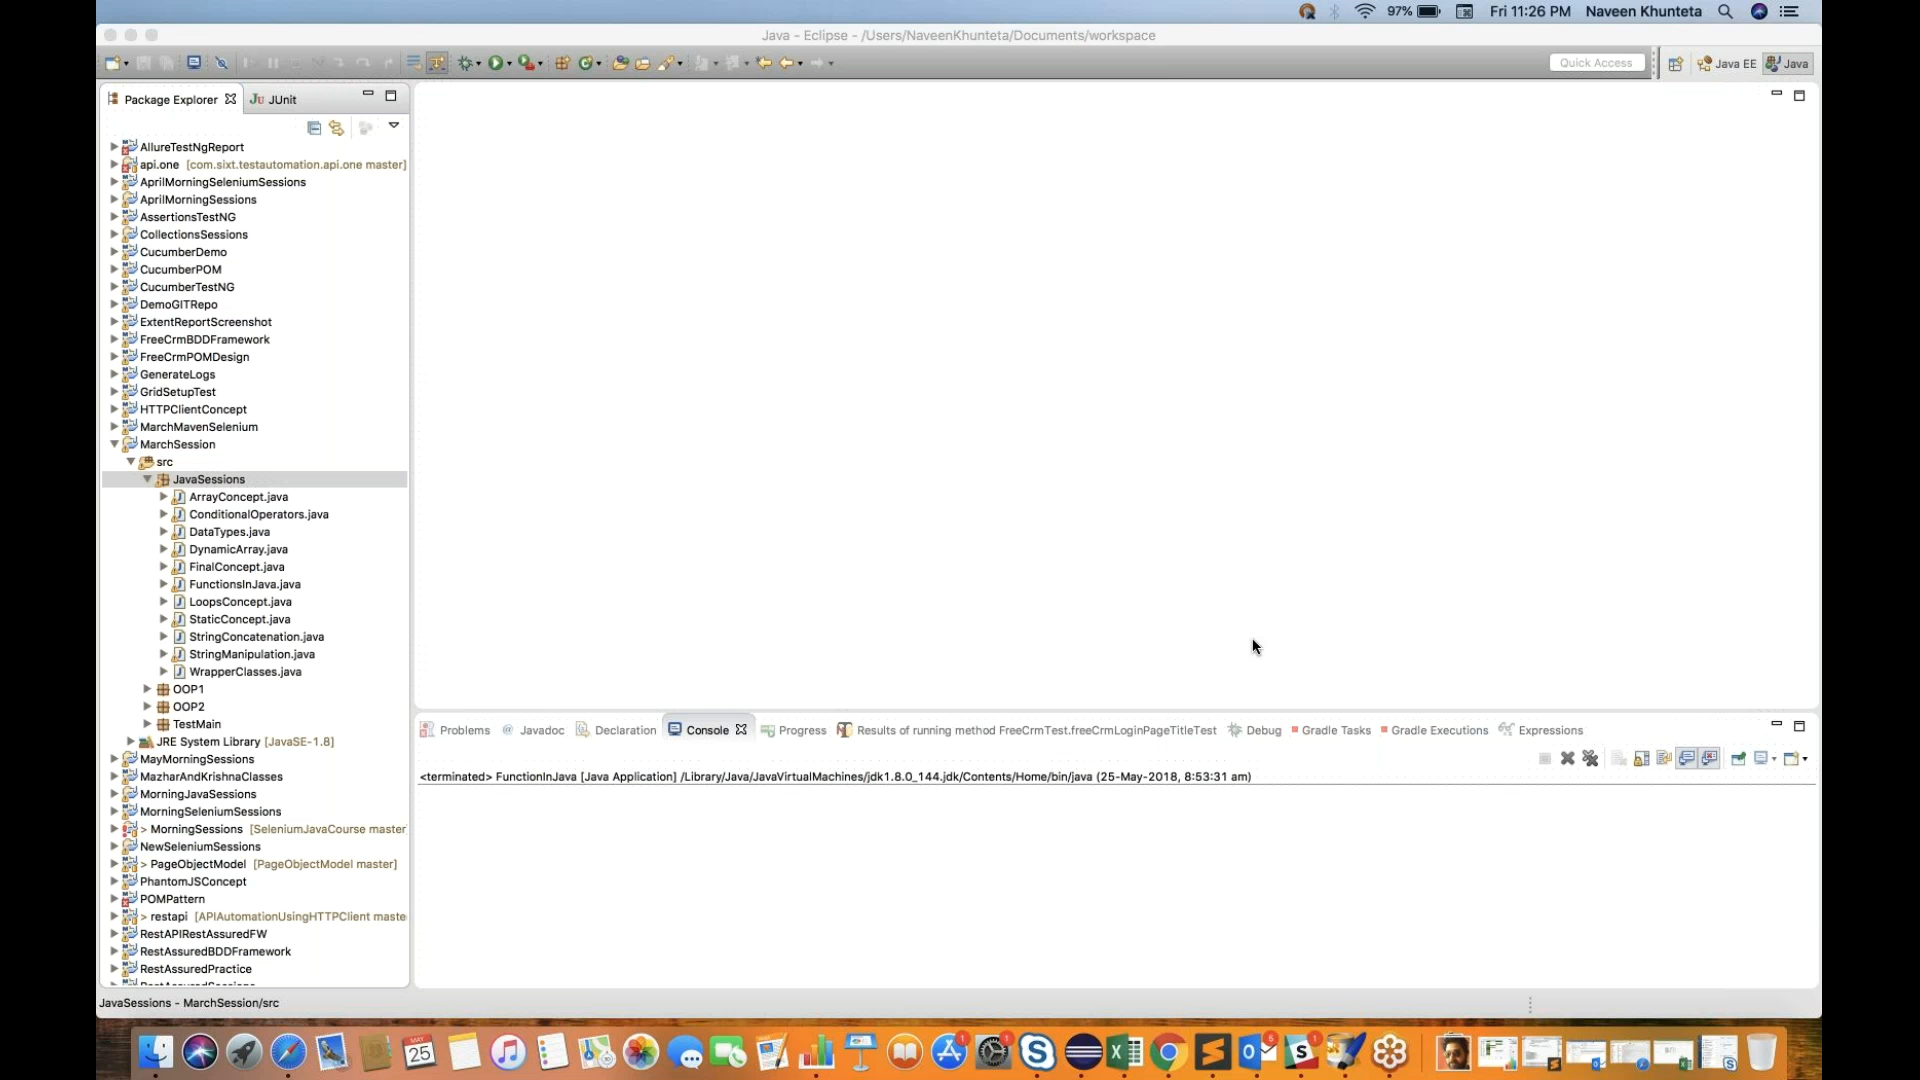 97% Fri 11:26 PM Naveen Khunteta
Java - Eclipse - /Users/NaveenKhunteta/Documents/workspace
Quick Access Java EE Java
Package Explorer JUnit
AllureTestNgReport
api.one [com.sixt.testautomation.api.one master]
AprilMorningSeleniumSessions
AprilMorningSessions
AssertionsTestNG
CollectionsSessions
CucumberDemo
CucumberPOM
CucumberTestNG
DemoGITRepo
ExtentReportScreenshot
FreeCrmBDDFramework
FreeCrmPOMDesign
GenerateLogs
GridSetupTest
HTTPClientConcept
MarchMavenSelenium
MarchSession
src
JavaSessions
ArrayConcept.java
ConditionalOperators.java
DataTypes.java
DynamicArray.java
FinalConcept.java
FunctionsInJava.java
LoopsConcept.java
StaticConcept.java
StringConcatenation.java
StringManipulation.java
WrapperClasses.java
OOP1
OOP2
TestMain
JRE System Library [JavaSE-1.8]
MayMorningSessions
MazharAndKrishnaClasses
MorningJavaSessions
MorningSeleniumSessions
> MorningSessions [SeleniumJavaCourse master
NewSeleniumSessions
> PageObjectModel [PageObjectModel master]
PhantomJSConcept
POMPattern
> restapi [APIAutomationUsingHTTPClient maste
RestAPIRestAssuredFW
RestAssuredBDDFramework
RestAssuredPractice
Problems Javadoc Declaration Console Progress Results of running method FreeCrmTest.freeCrmLoginPageTitleTest Debug Gradle Tasks Gradle Executions Expressions
<terminated> FunctionInJava [Java Application] /Library/Java/JavaVirtualMachines/jdk1.8.0_144.jdk/Contents/Home/bin/java (25-May-2018, 8:53:31 am)
JavaSessions - MarchSession/src
MAY
25
1 1 5 1